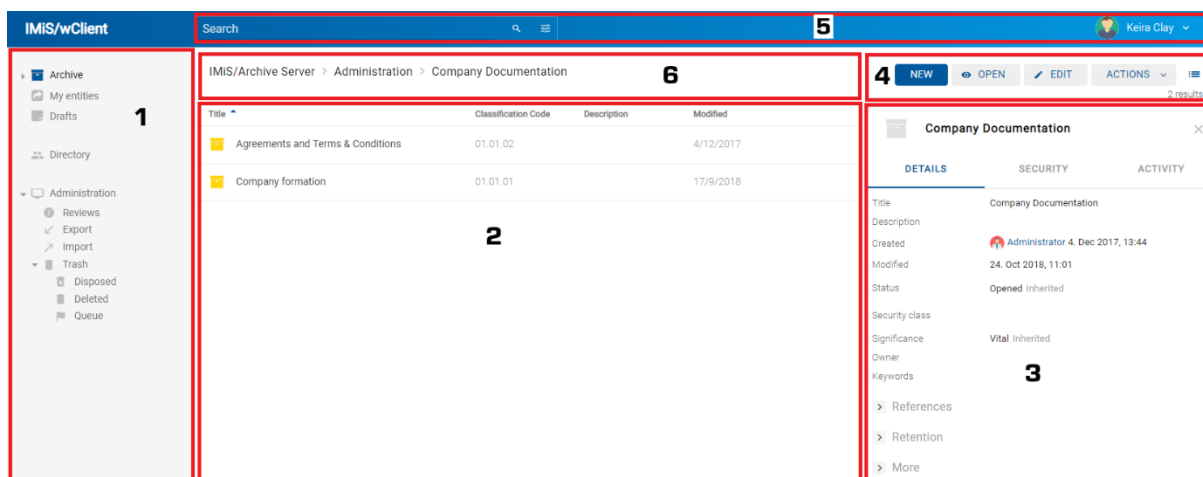 IMiS/wClient
Search
5
Keira Clay
Archive
My entities
Drafts
1
Directory
Administration
Reviews
Export
Import
Trash
Disposed
Deleted
Queue
IMiS/Archive Server > Administration > Company Documentation
6
Title Classification Code Description Modified
Agreements and Terms & Conditions 01.01.02 4/12/2017
Company formation 01.01.01 17/9/2018
2
4 NEW OPEN EDIT ACTIONS
2 results
Company Documentation
DETAILS SECURITY ACTIVITY
Title Company Documentation
Description
Created Administrator 4. Dec 2017, 13:44
Modified 24. Oct 2018, 11:01
Status Opened Inherited
Security class
Significance Vital Inherited
Owner
Keywords
3
> References
> Retention
> More